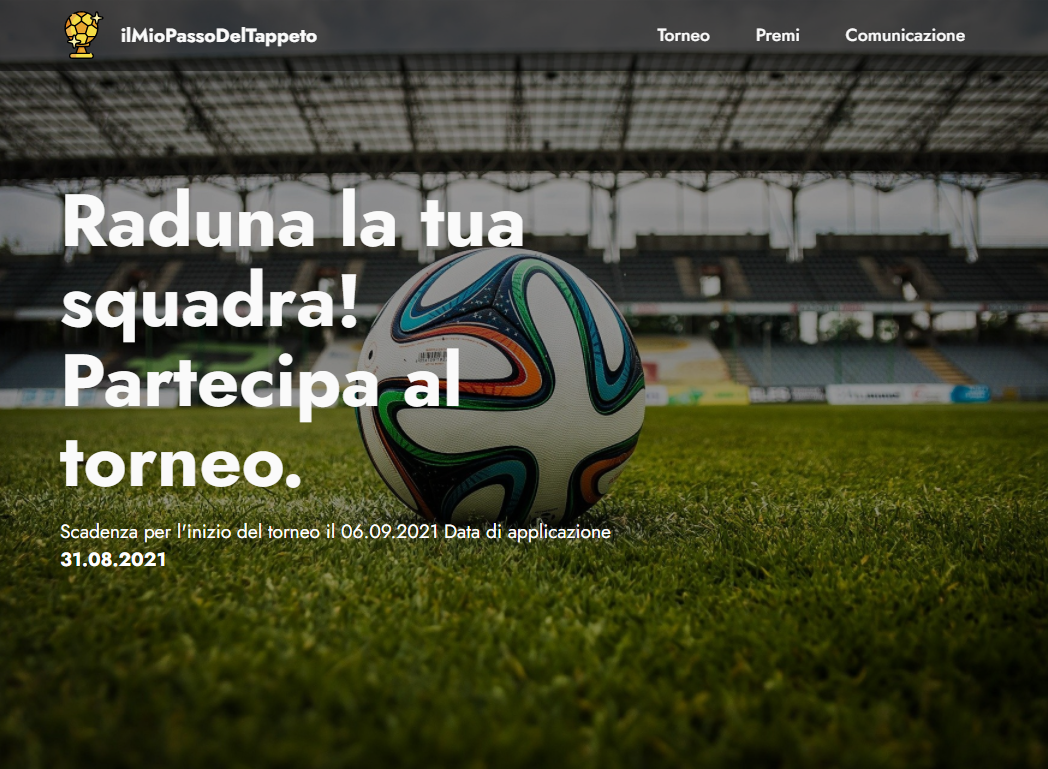 ilMioPassoDelTappeto
Torneo Premi Comunicazione
Raduna la tua
squadra!
Partecipa al
torneo.
Scadenza per l'inizio del torneo il 06.09.2021 Data di applicazione
31.08.2021